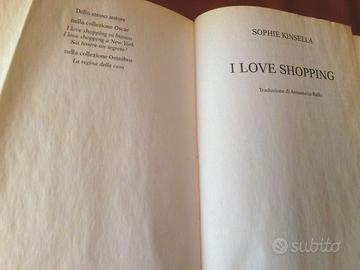 Dello stesso autore
nella collezione Oscar
I love shopping in bianco
I love shopping a New York
Sai tenere un segreto?
nella collezione Omnibus
La regina della casa
SOPHIE KINSELLA
I LOVE SHOPPING
Traduzione di Annamaria Raffo
subito